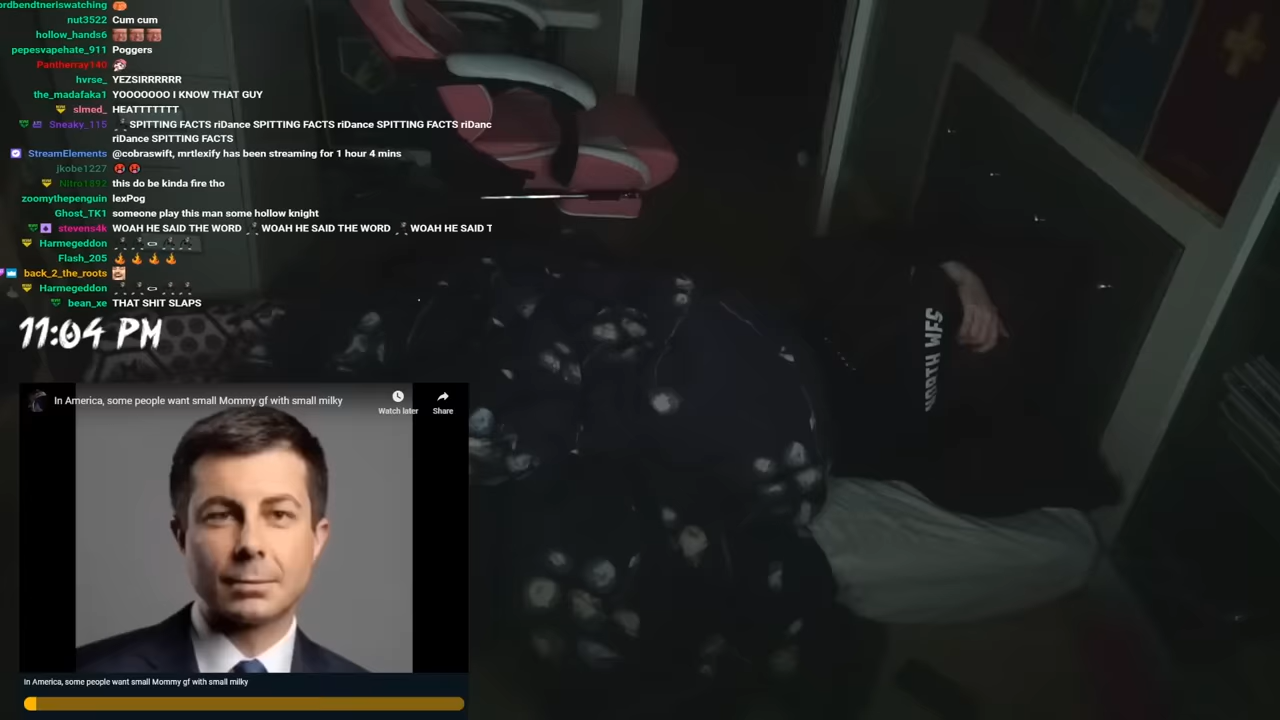 ordbendtneriswatching
nut3522 Cum cum
hollow_hands6
pepesvapehate_911 Poggers
Pantherray140
hvrse_ YEZSIRRRRRR
the_madafaka1 YOOOOOOO I KNOW THAT GUY
slmed_ HEATTTTTTT
Sneaky_115 SPITTING FACTS riDance SPITTING FACTS riDance SPITTING FACTS riDanc
riDance SPITTING FACTS
StreamElements @cobraswift, mrtlexify has been streaming for 1 hour 4 mins
jkobe1227
Nitro1892 this do be kinda fire tho
zoomythepenguin lexPog
Ghost_TK1 someone play this man some hollow knight
stevens4k WOAH HE SAID THE WORD WOAH HE SAID THE WORD WOAH HE SAID T
Harmegeddon
Flash_205
back_2_the_roots
Harmegeddon
bean_xe THAT SHIT SLAPS
11:04 PM
In America, some people want small Mommy gf with small milky
Watch later
Share
In America, some people want small Mommy gf with small milky